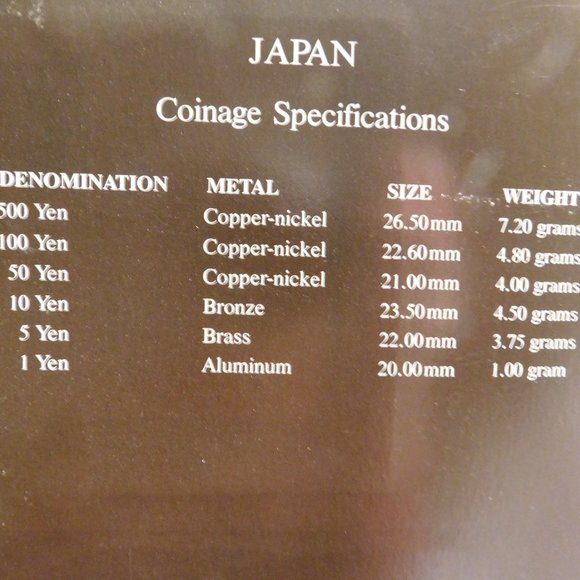 JAPAN
Coinage Specifications
DENOMINATION METAL SIZE WEIGHT
500 Yen Copper-nickel 26.50mm 7.20 grams
100 Yen Copper-nickel 22.60mm 4.80 grams
50 Yen Copper-nickel 21.00mm 4.00 grams
10 Yen Bronze 23.50mm 4.50 grams
5 Yen Brass 22.00mm 3.75 grams
1 Yen Aluminum 20.00mm 1.00 gram